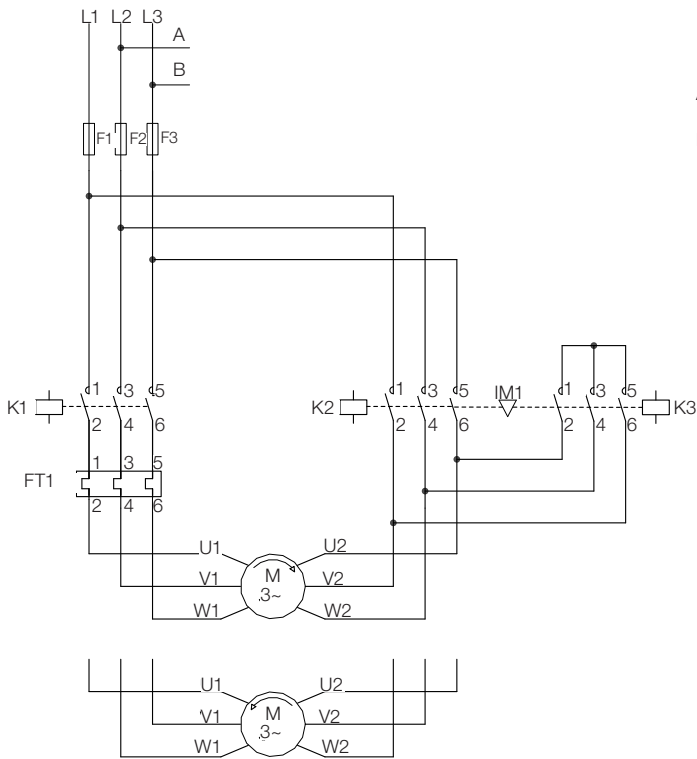 L1 L2 L3
A
B
F1 F2 F3
K1 1 3 5 K2 1 3 5 IM1 1 3 5 K3
2 4 6 2 4 6 2 4 6
FT1 1 3 5
2 4 6
U1 U2
M
V1 3~ V2
W1 W2
U1 U2
M
V1 3~ V2
W1 W2